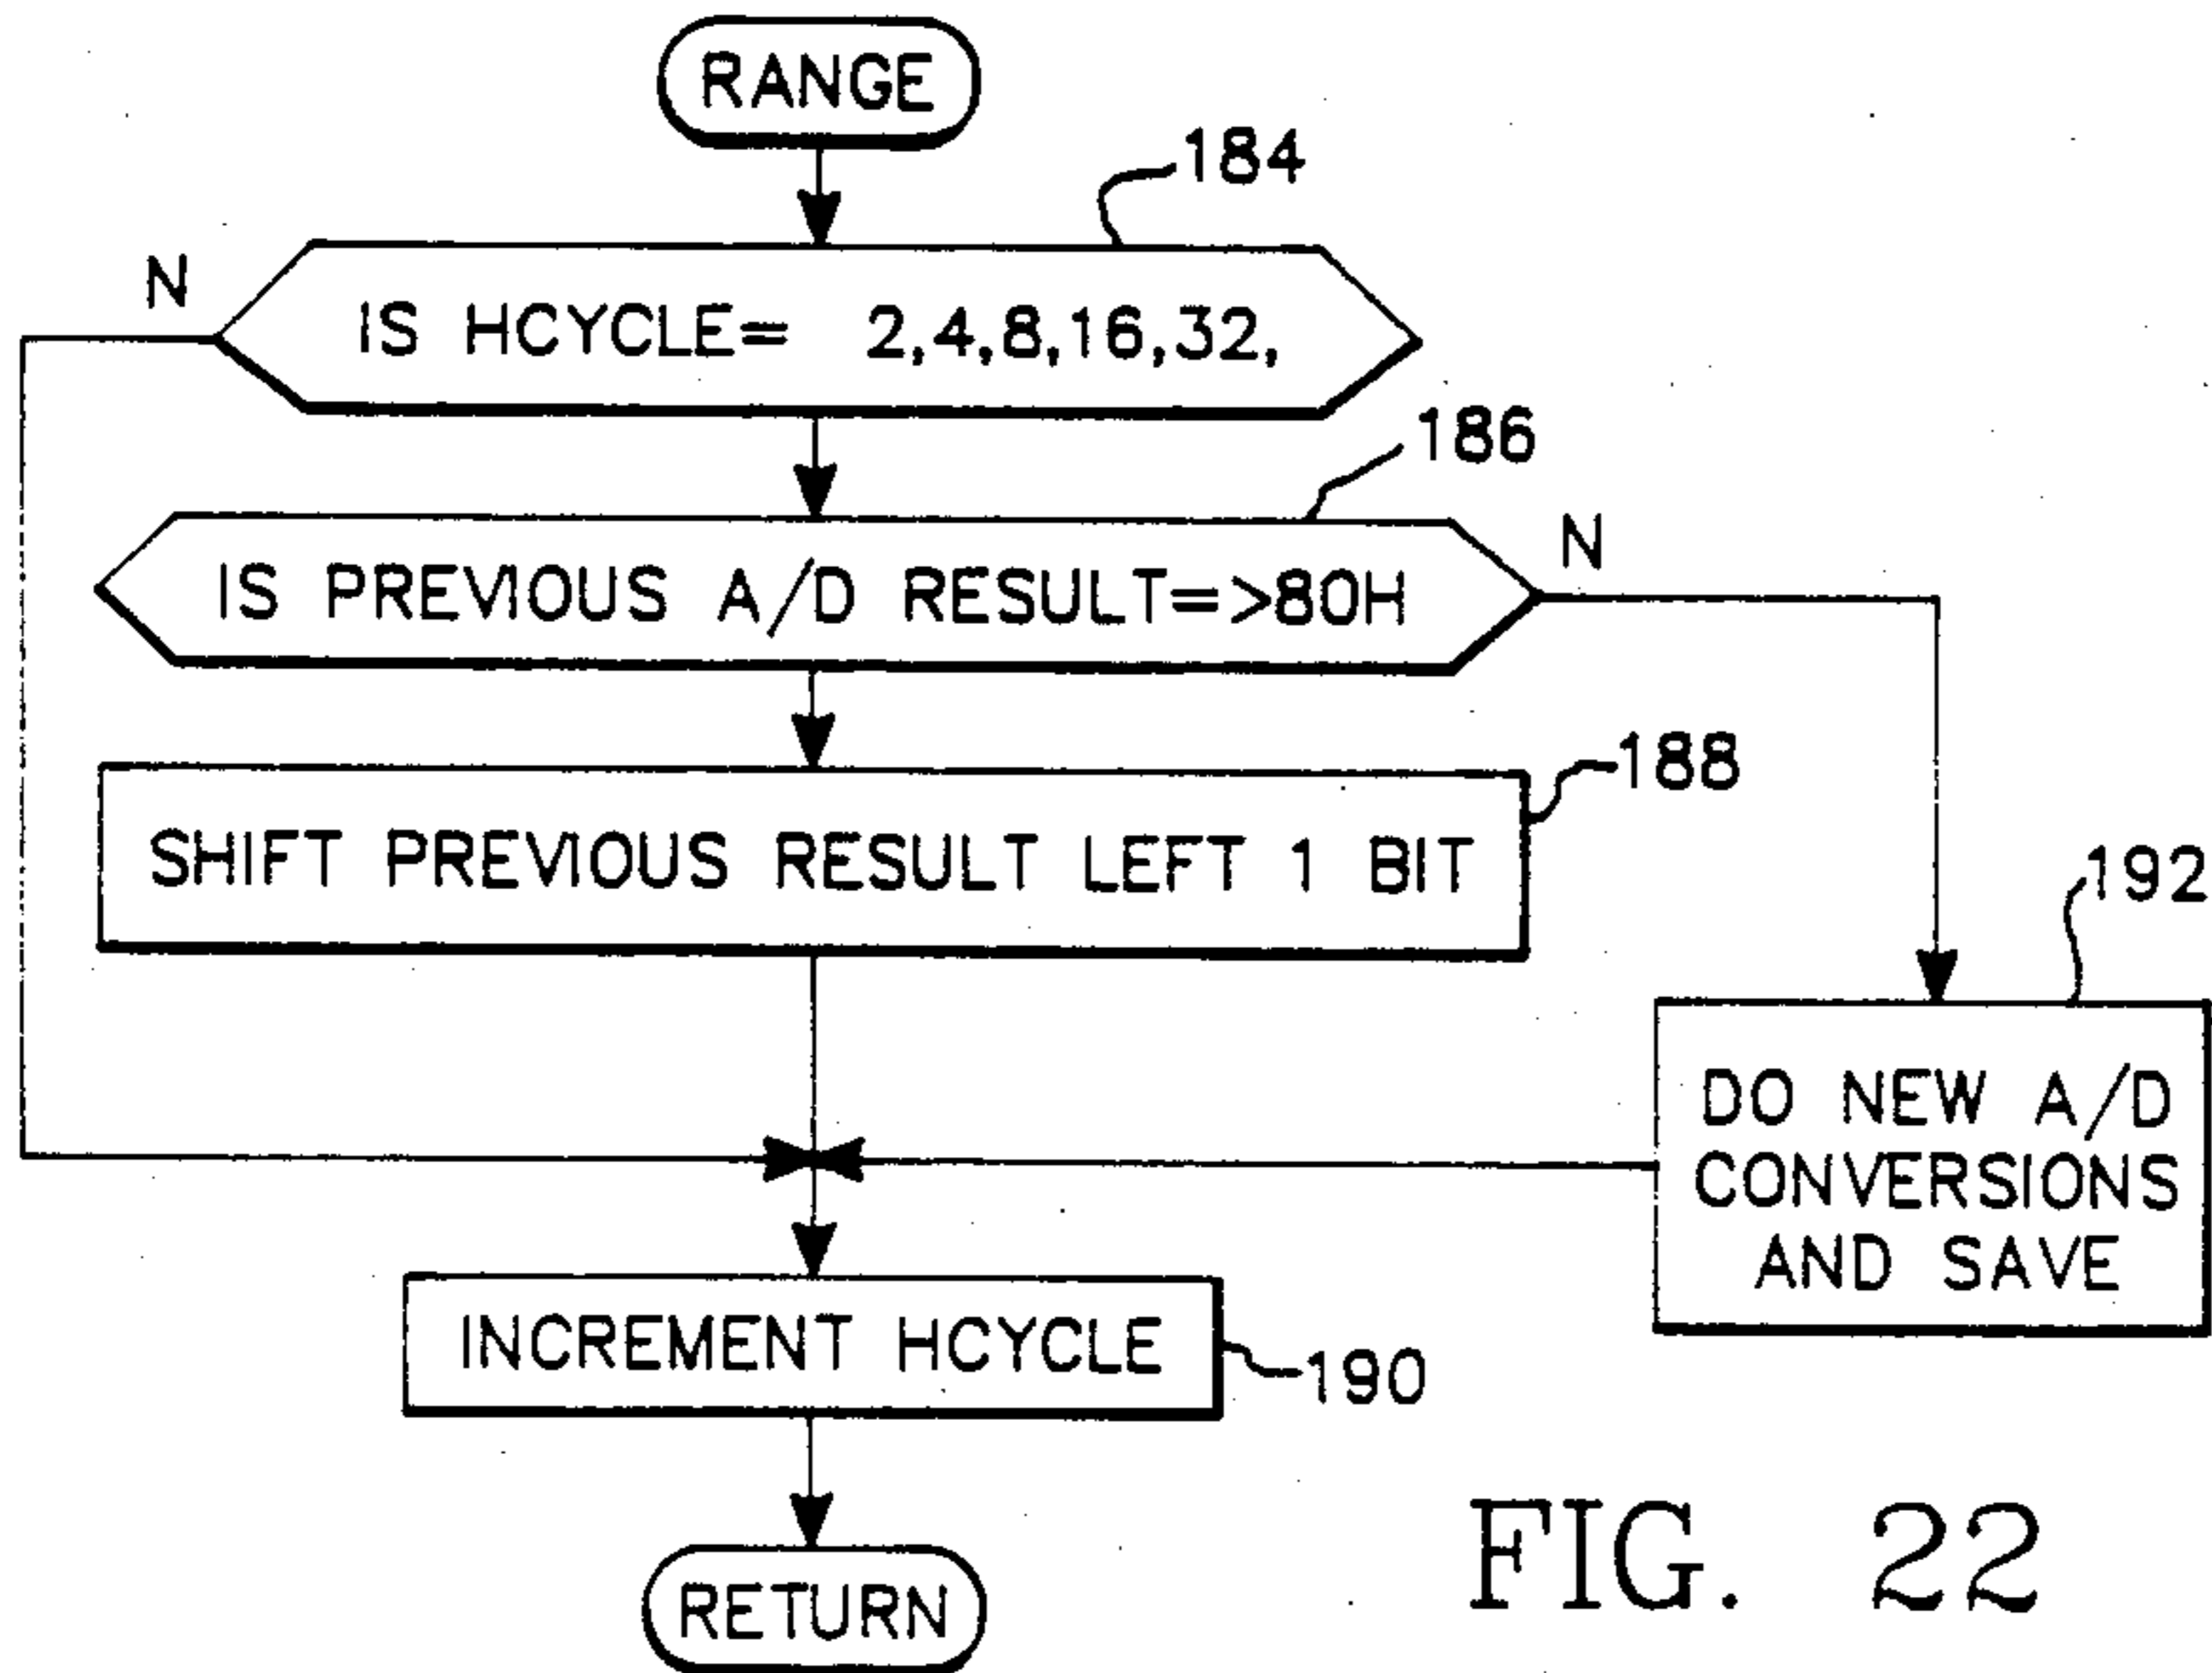 RANGE
184
N
IS HCYCLE= 2,4,8,16,32,
186
N
IS PREVIOUS A/D RESULT=>80H
188
SHIFT PREVIOUS RESULT LEFT 1 BIT
192
DO NEW A/D
CONVERSIONS
AND SAVE
INCREMENT HCYCLE
190
RETURN
FIG. 22